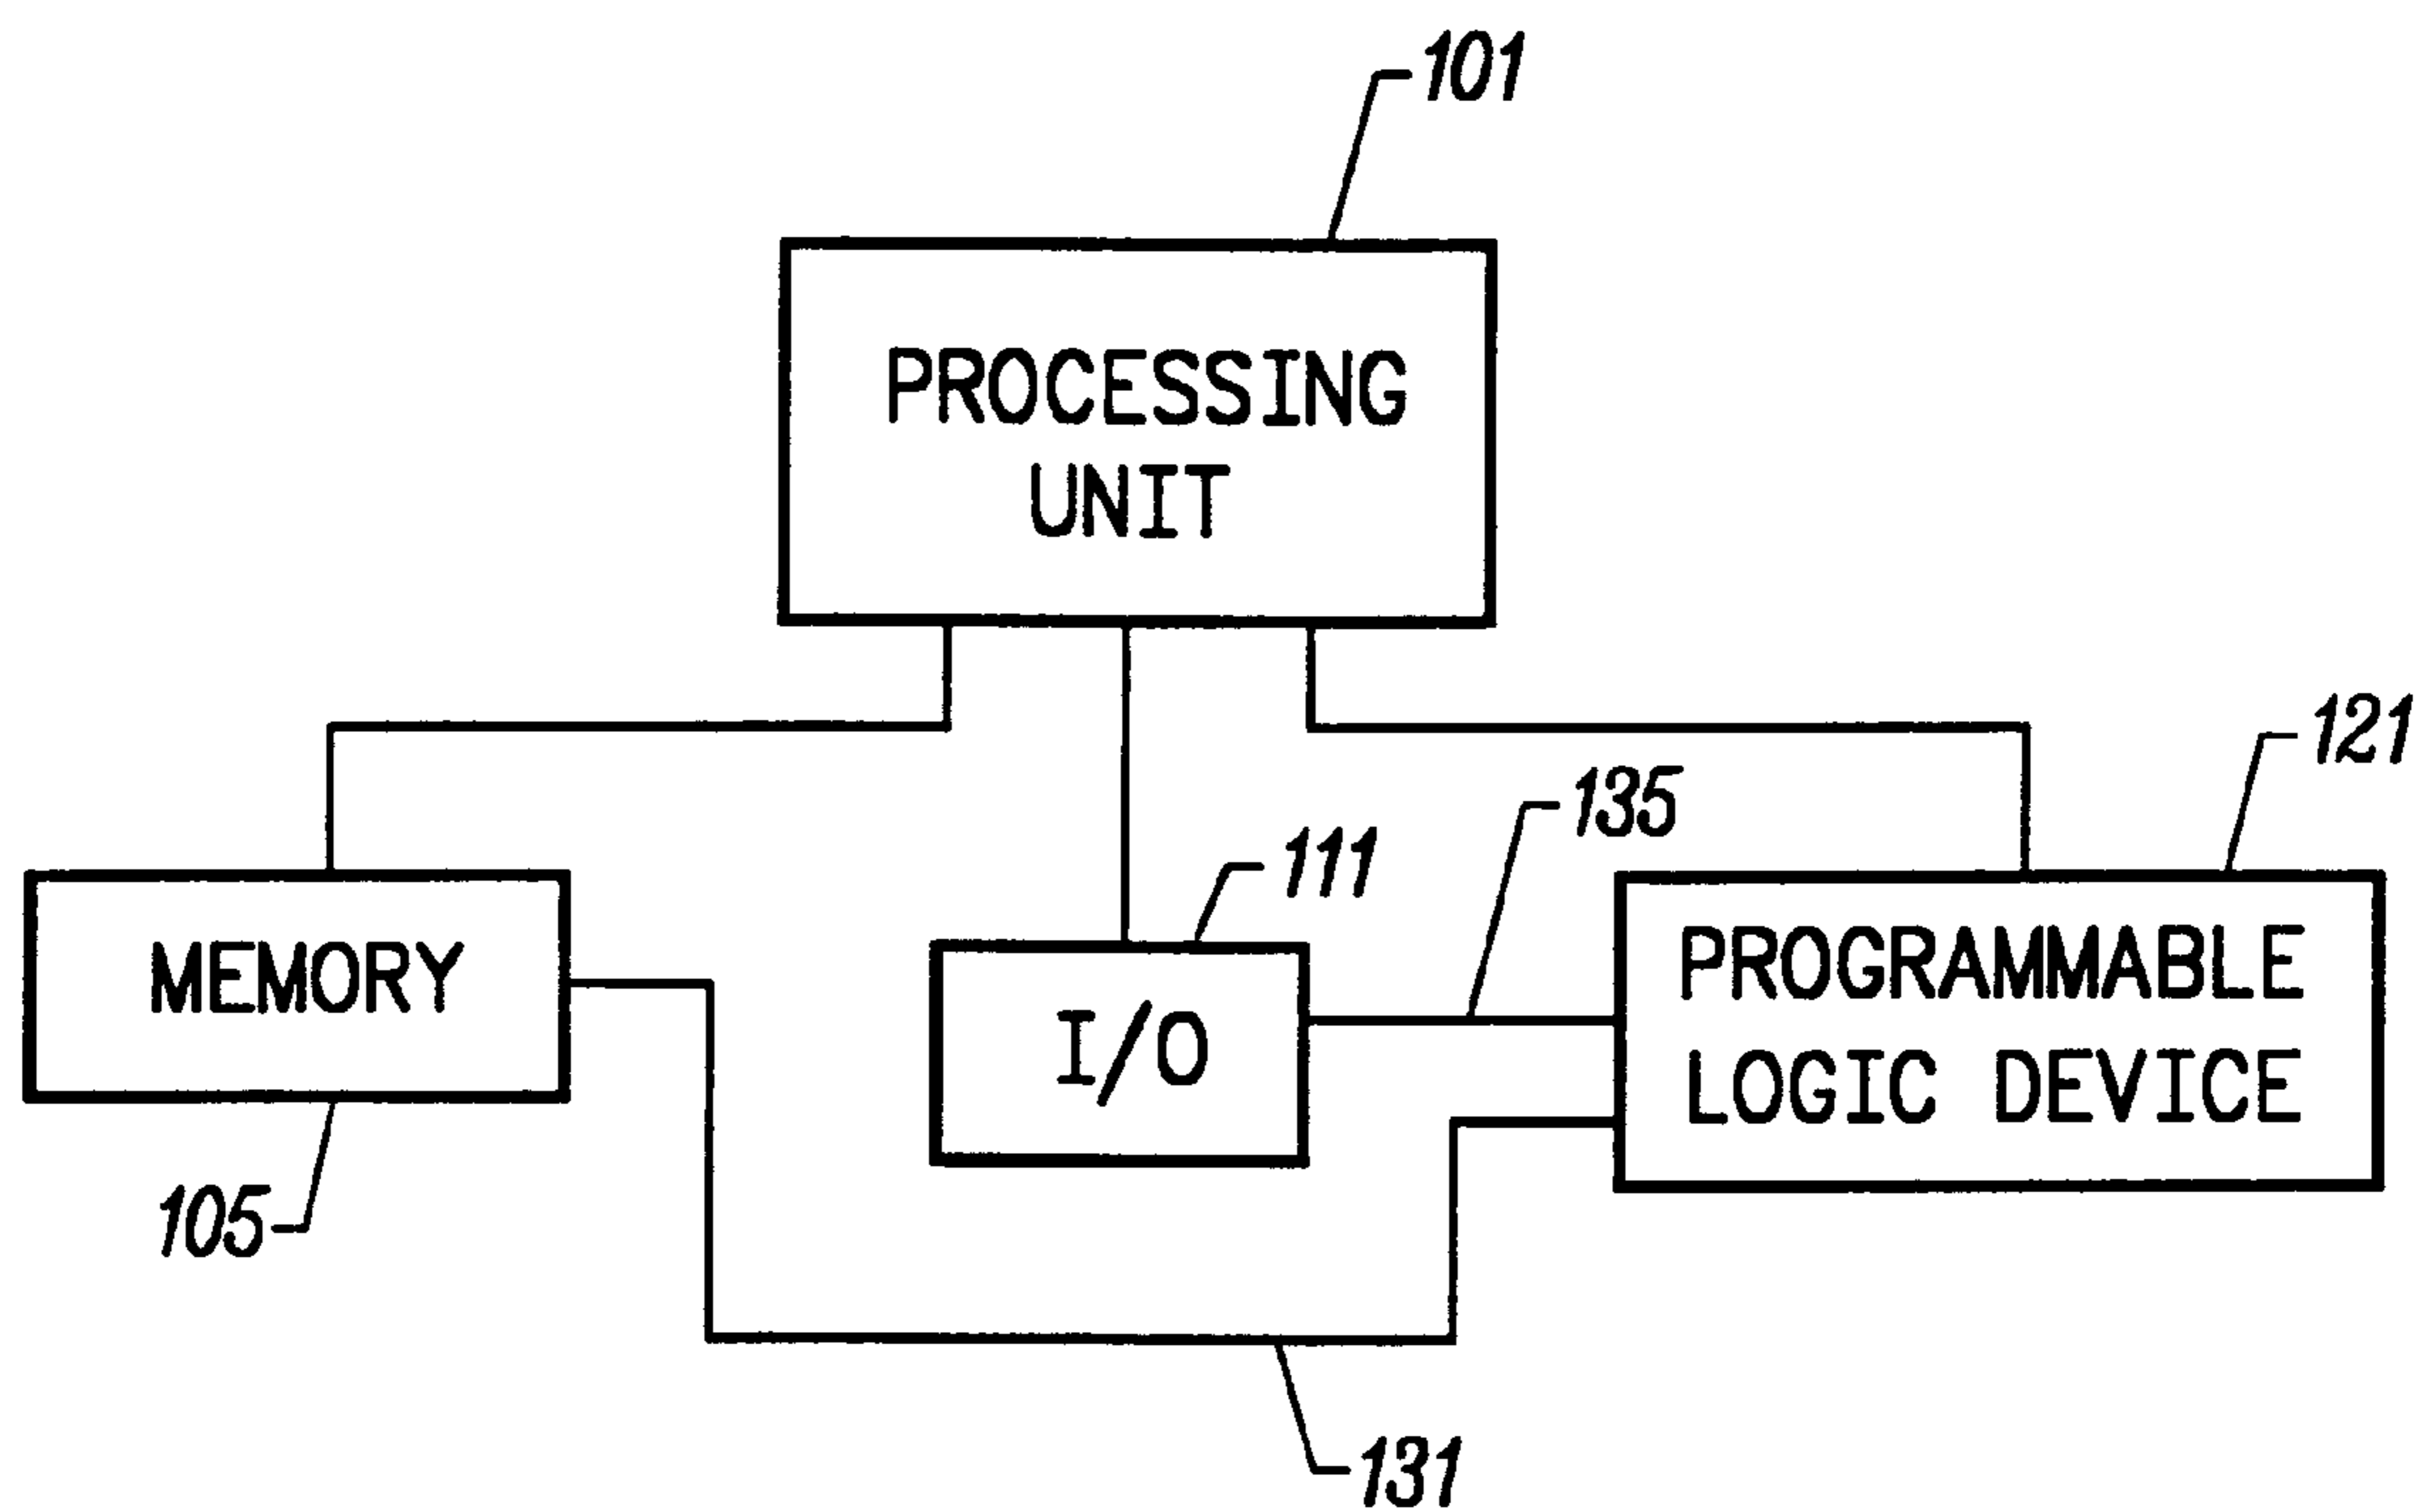 101
PROCESSING
UNIT
121
135
111
MEMORY
I/O
PROGRAMMABLE
LOGIC DEVICE
105
131